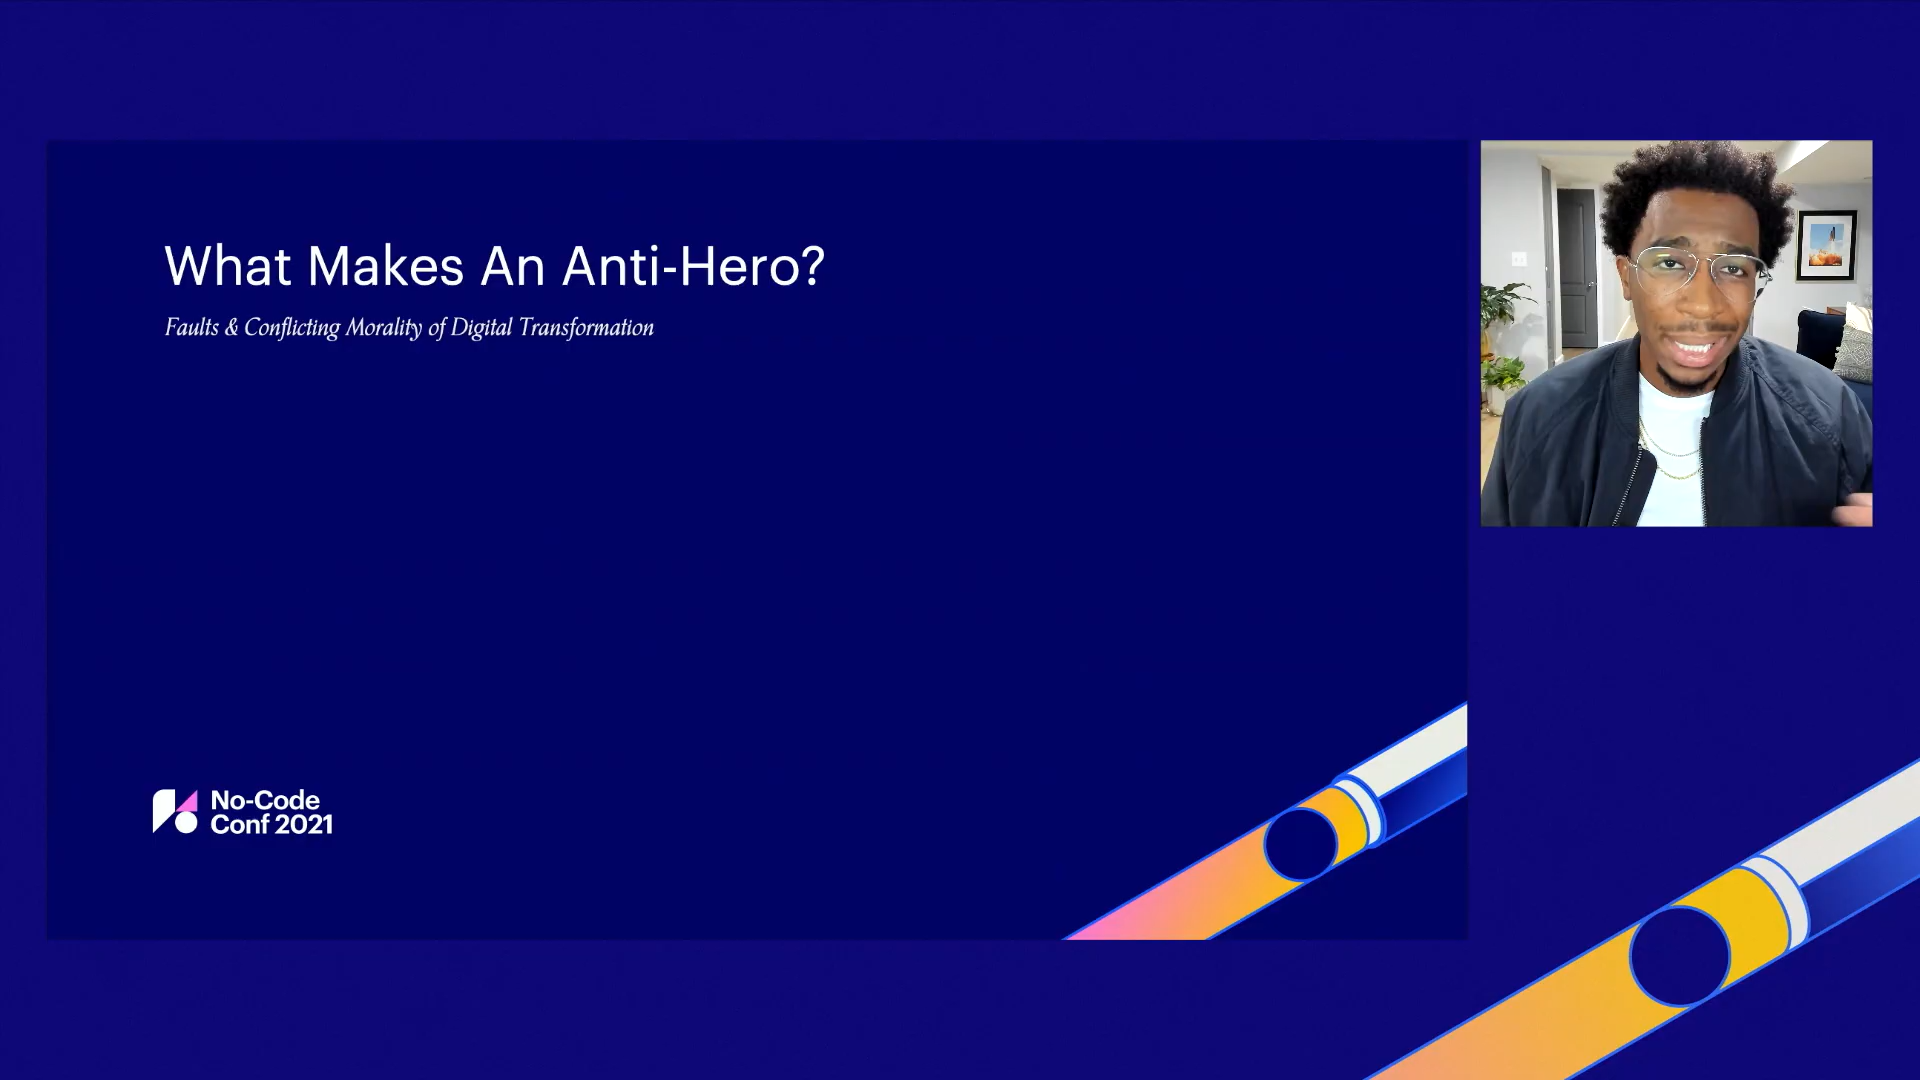 What Makes An Anti-Hero?
Faults & Conflicting Morality of Digital Transformation
No-Code
Conf 2021